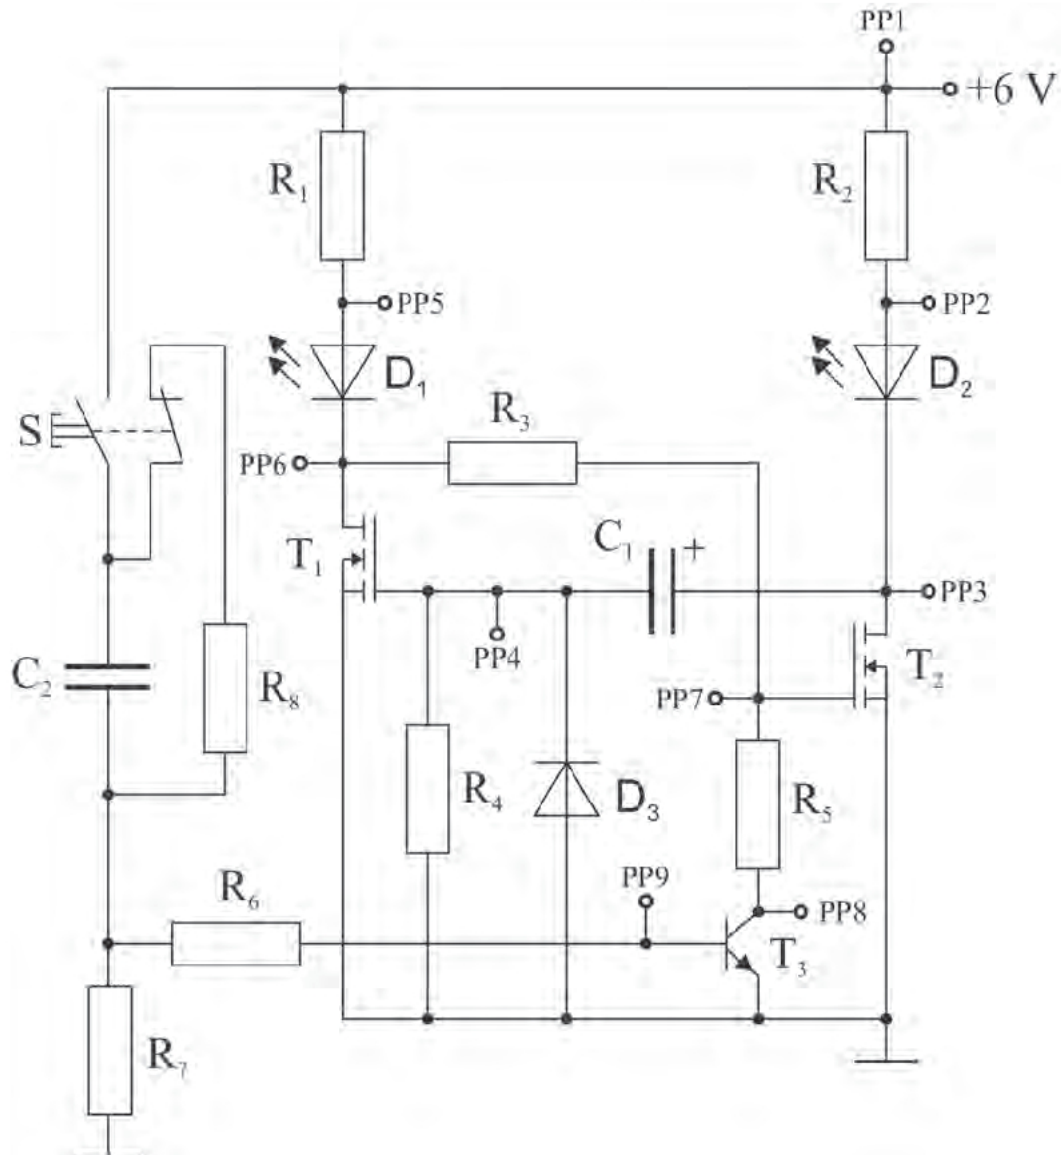 PP1
+6 V
R₁
R₂
PP5
PP2
D₁
D₂
R₃
S
PP6
C₁
+
T₁
PP3
PP4
T₂
C₂
R₈
PP7
R₄
D₃
R₅
PP9
R₆
PP8
T₃
R₇